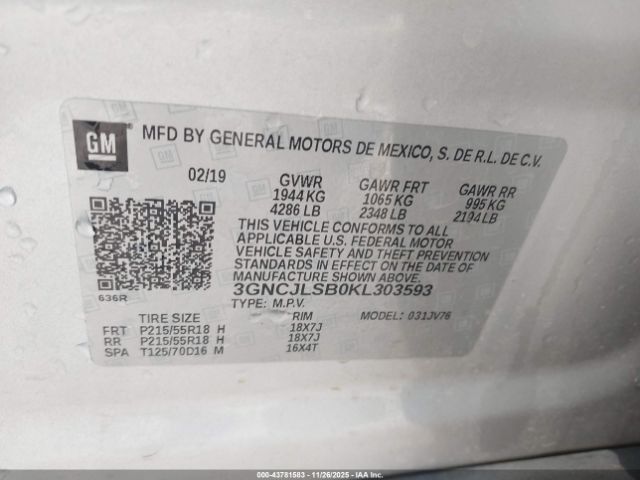 GM MFD BY GENERAL MOTORS DE MEXICO, S. DE R.L. DE C.V.
02/19 GVWR GAWR FRT GAWR RR
1944 KG 1065 KG 995 KG
4286 LB 2348 LB 2194 LB
THIS VEHICLE CONFORMS TO ALL
APPLICABLE U.S. FEDERAL MOTOR
VEHICLE SAFETY AND THEFT PREVENTION
STANDARDS IN EFFECT ON THE DATE OF
MANUFACTURE SHOWN ABOVE.
636R 3GNCJLSB0KL303593
TYPE: M.P.V. MODEL: 031JV76
TIRE SIZE RIM
FRT P215/55R18 H 18X7J
RR P215/55R18 H 18X7J
SPA T125/70D16 M 16X4T
000-43781583 | 11/26/2025 - IAA Inc.